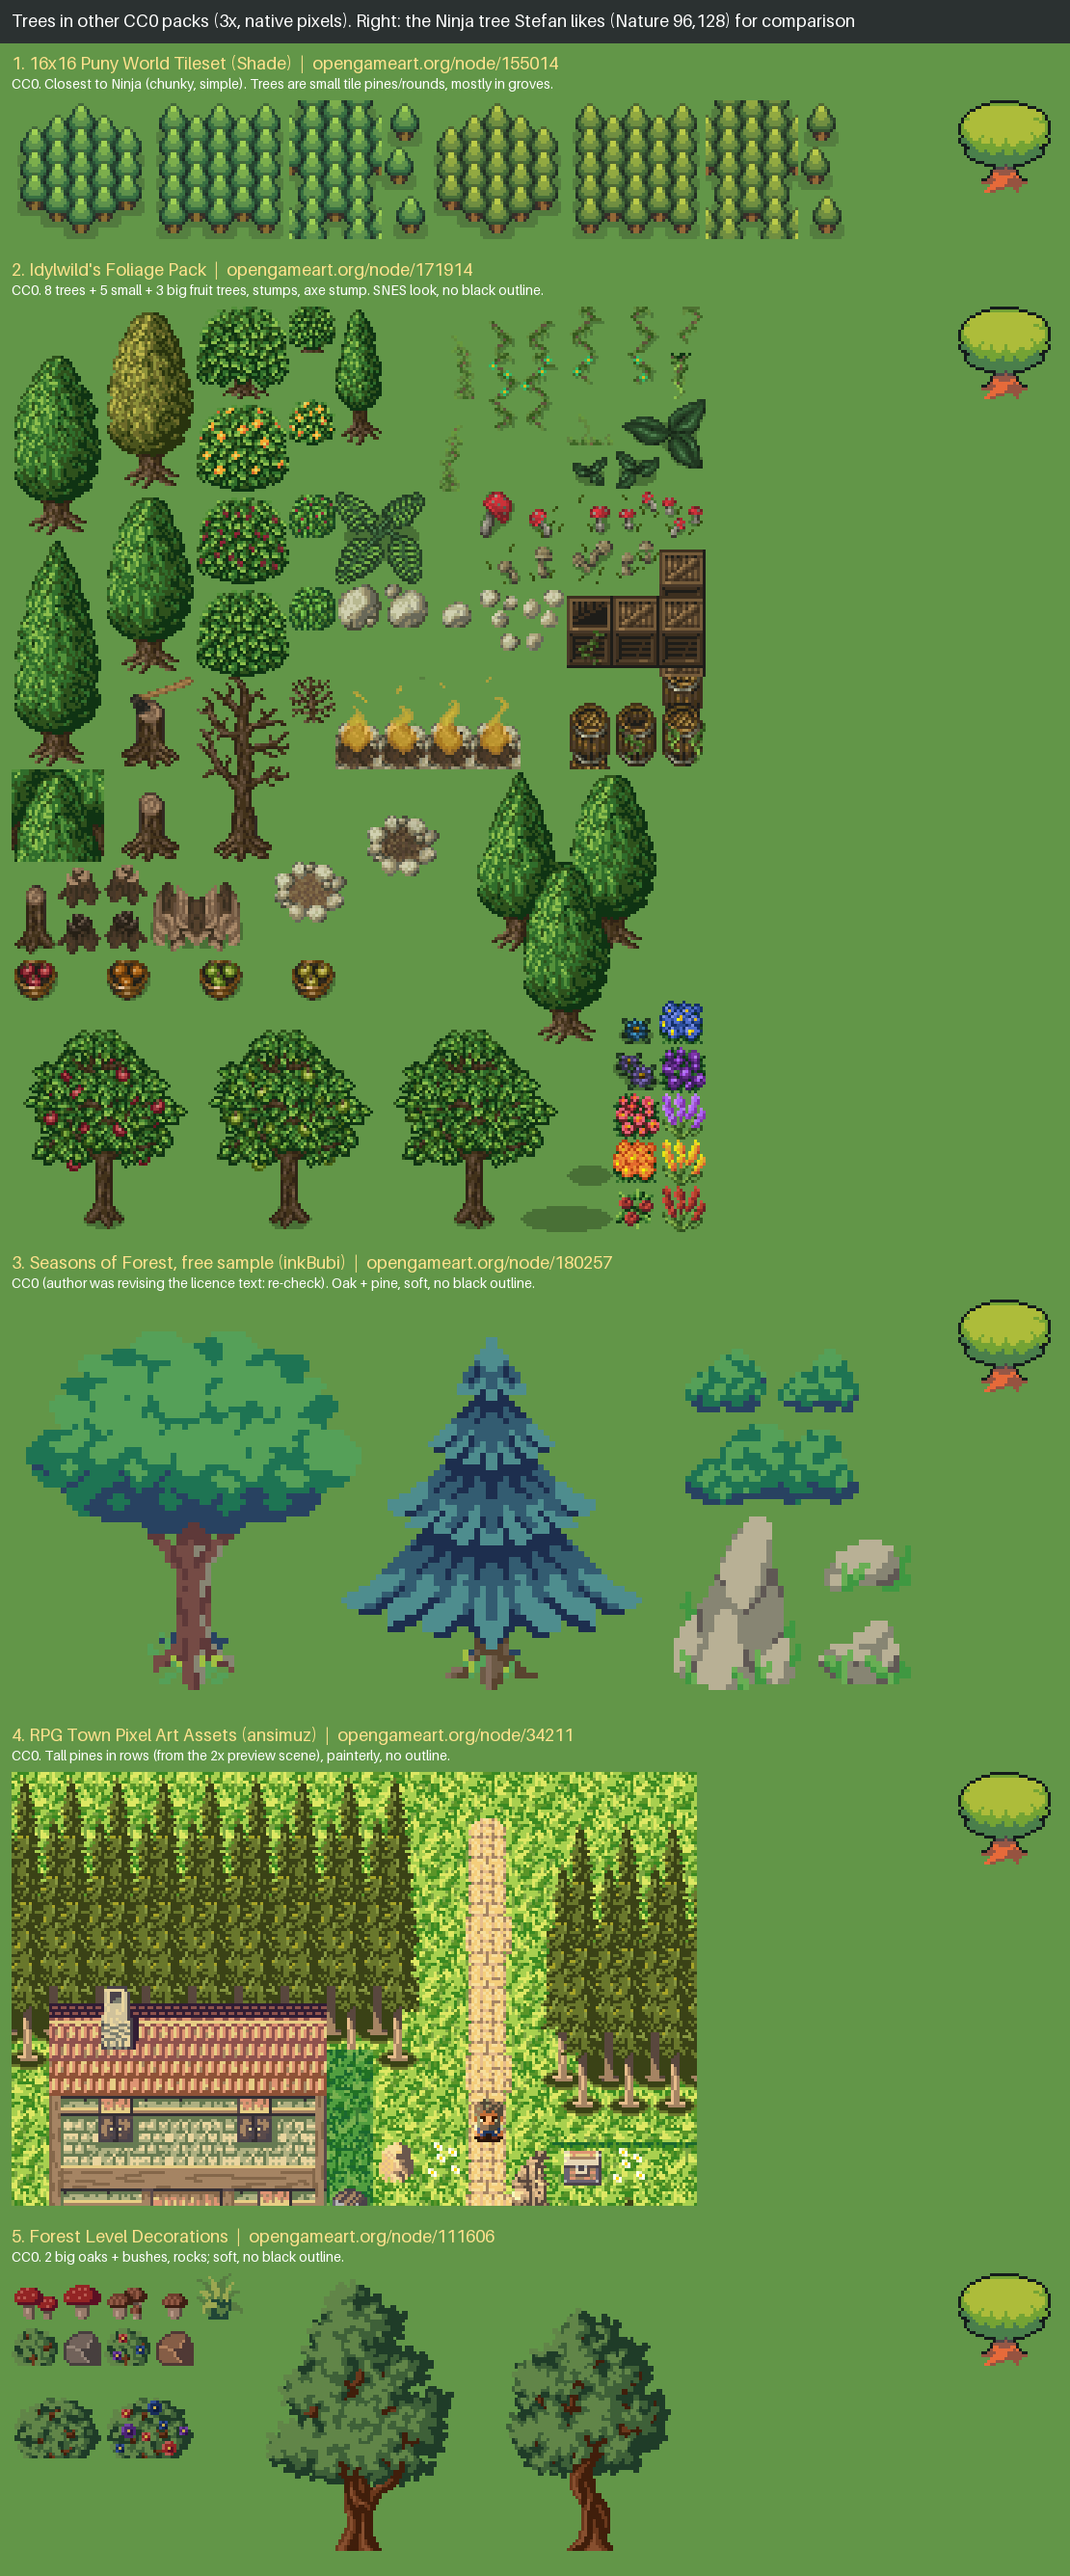 Trees in other CC0 packs (3x, native pixels). Right: the Ninja tree Stefan likes (Nature 96,128) for comparison
1. 16x16 Puny World Tileset (Shade) | opengameart.org/node/155014
CC0. Closest to Ninja (chunky, simple). Trees are small tile pines/rounds, mostly in groves.
2. Idylwild's Foliage Pack | opengameart.org/node/171914
CC0. 8 trees + 5 small + 3 big fruit trees, stumps, axe stump. SNES look, no black outline.
3. Seasons of Forest, free sample (inkBubi) | opengameart.org/node/180257
CC0 (author was revising the licence text: re-check). Oak + pine, soft, no black outline.
4. RPG Town Pixel Art Assets (ansimuz) | opengameart.org/node/34211
CC0. Tall pines in rows (from the 2x preview scene), painterly, no outline.
5. Forest Level Decorations | opengameart.org/node/111606
CC0. 2 big oaks + bushes, rocks; soft, no black outline.